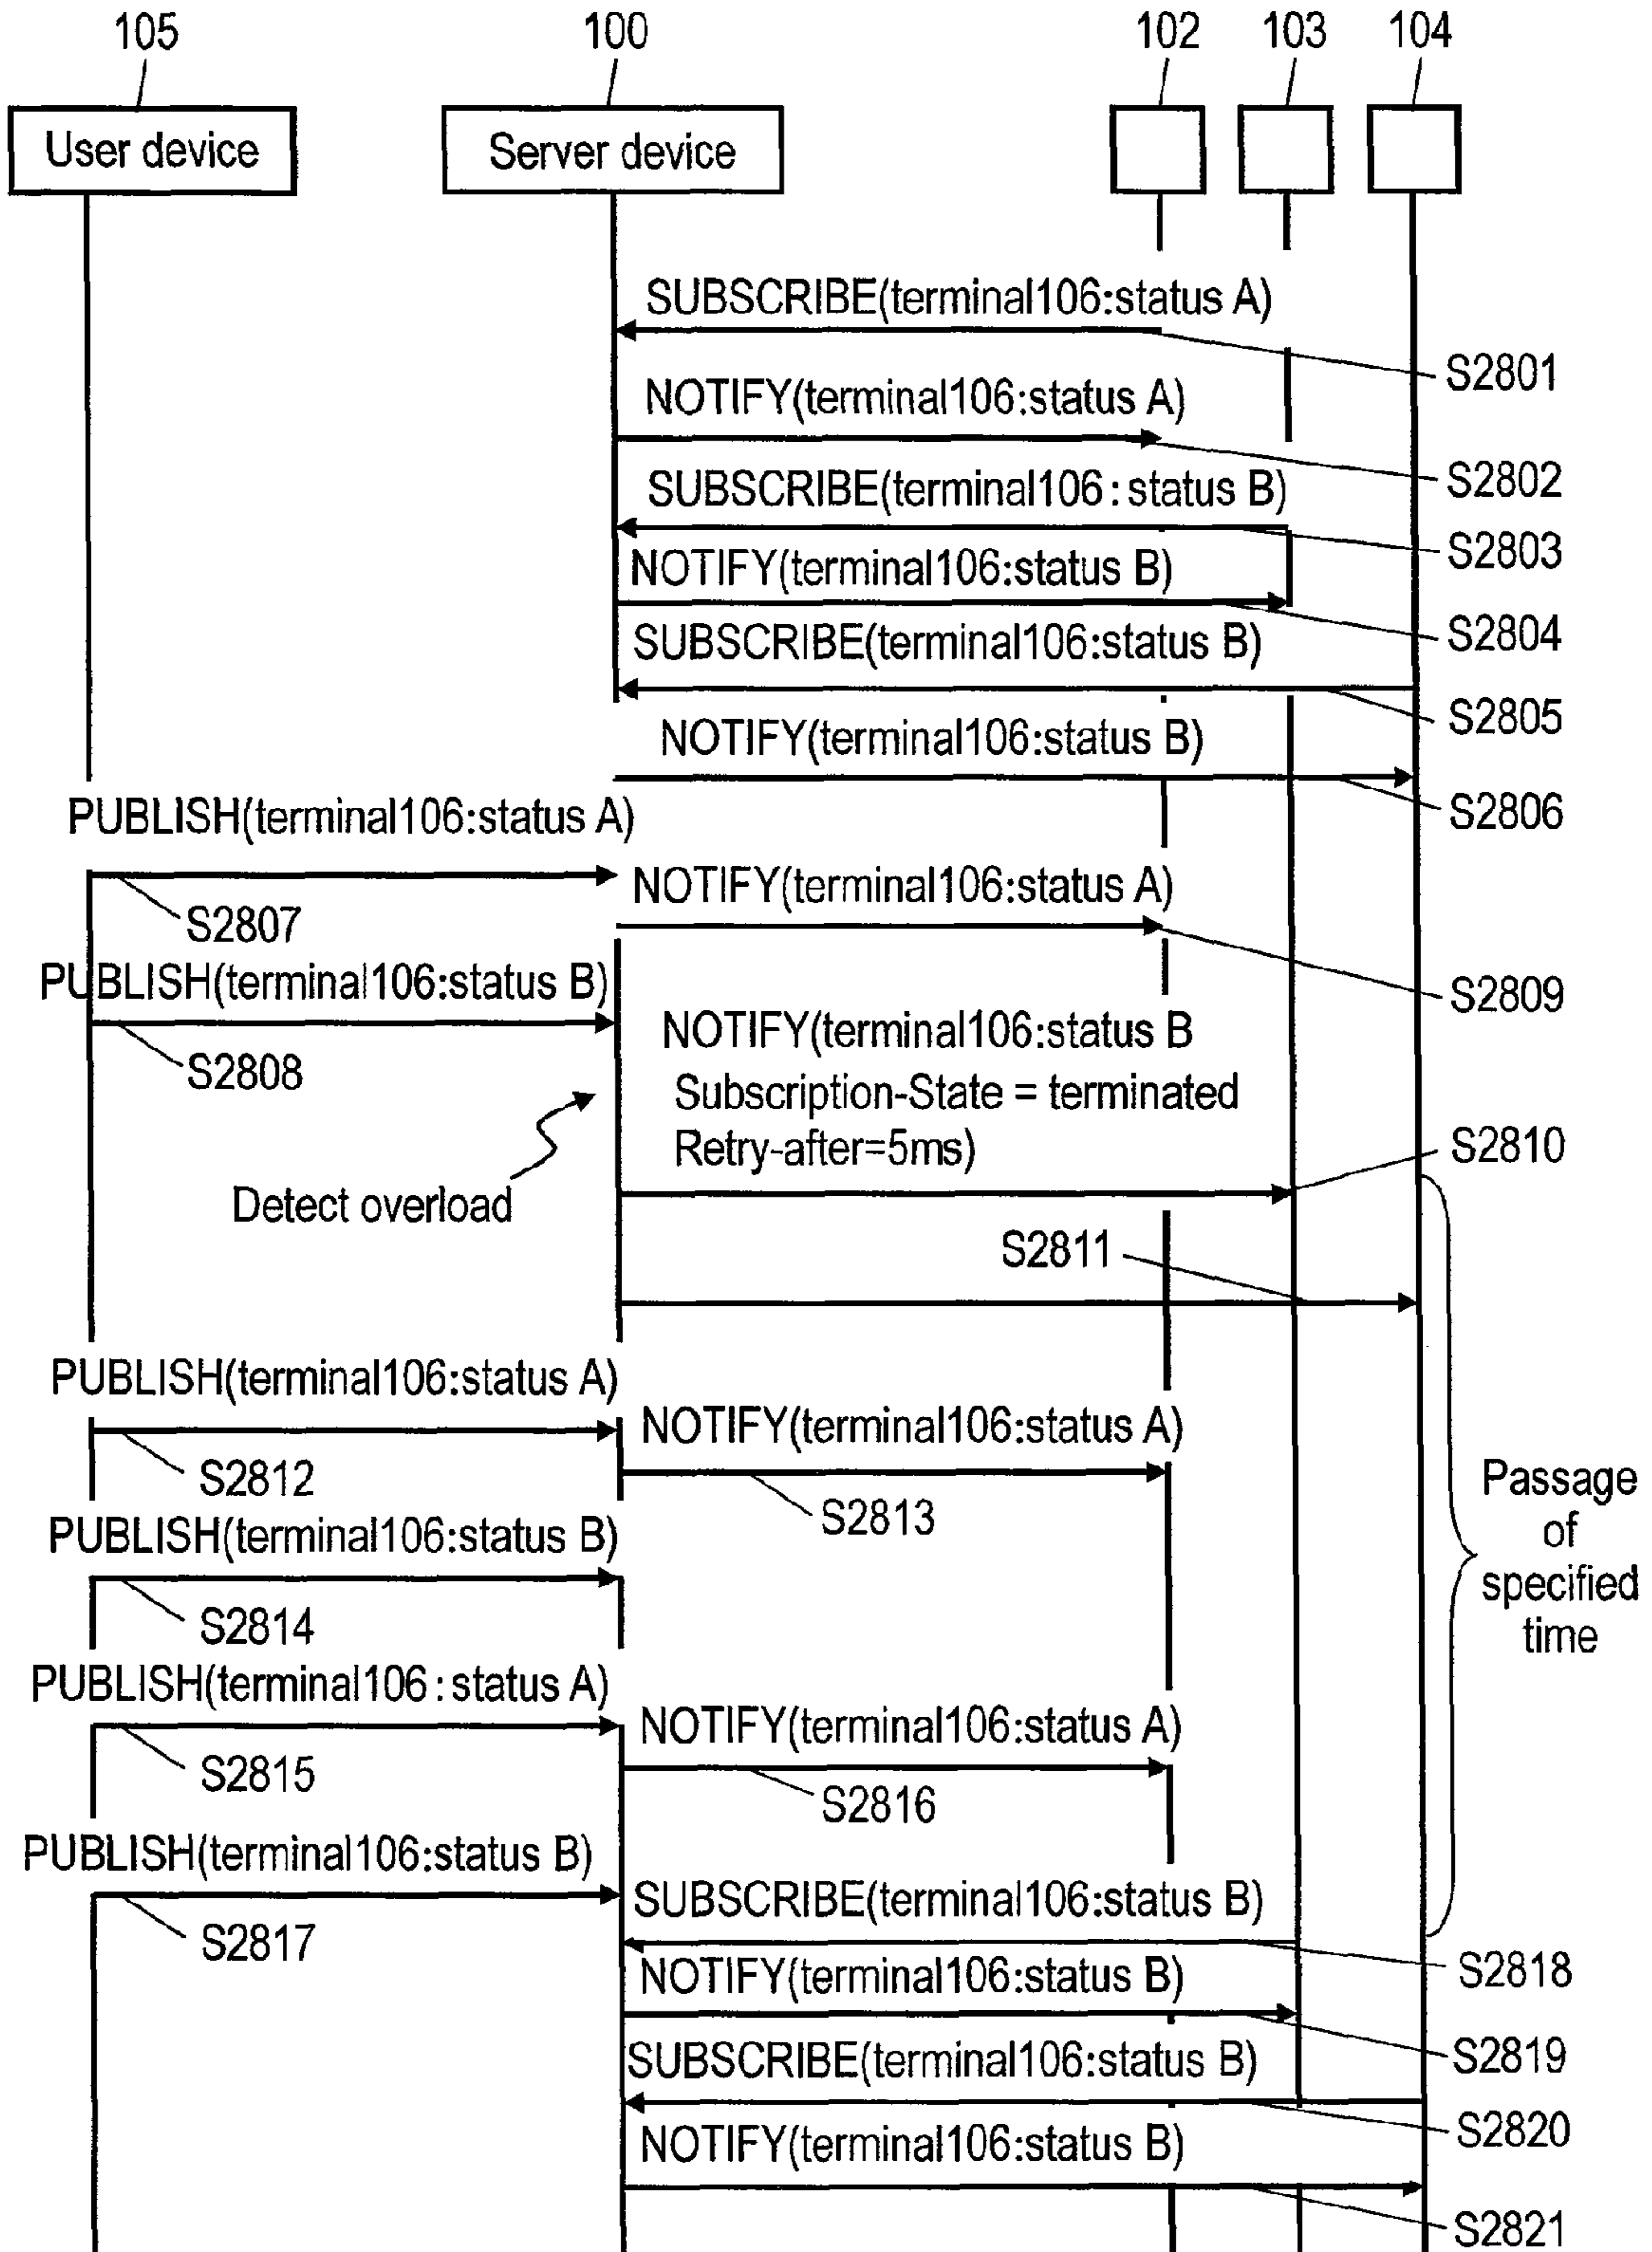 105
100
102
103
104
User device
Server device
SUBSCRIBE(terminal106:status A)
S2801
NOTIFY(terminal106:status A)
S2802
SUBSCRIBE(terminal106 : status B)
S2803
NOTIFY(terminal106:status B)
S2804
SUBSCRIBE(terminal106:status B)
S2805
NOTIFY(terminal106:status B)
S2806
PUBLISH(terminal106:status A)
S2807
NOTIFY(terminal106:status A)
S2809
PUBLISH(terminal106:status B)
S2808
NOTIFY(terminal106:status B
Subscription-State = terminated
Retry-after=5ms)
S2810
Detect overload
S2811
PUBLISH(terminal106:status A)
S2812
NOTIFY(terminal106:status A)
S2813
Passage
of
specified
time
PUBLISH(terminal106:status B)
S2814
PUBLISH(terminal106 : status A)
S2815
NOTIFY(terminal106:status A)
S2816
PUBLISH(terminal106:status B)
S2817
SUBSCRIBE(terminal106:status B)
S2818
NOTIFY(terminal106:status B)
S2819
SUBSCRIBE(terminal106:status B)
S2820
NOTIFY(terminal106:status B)
S2821